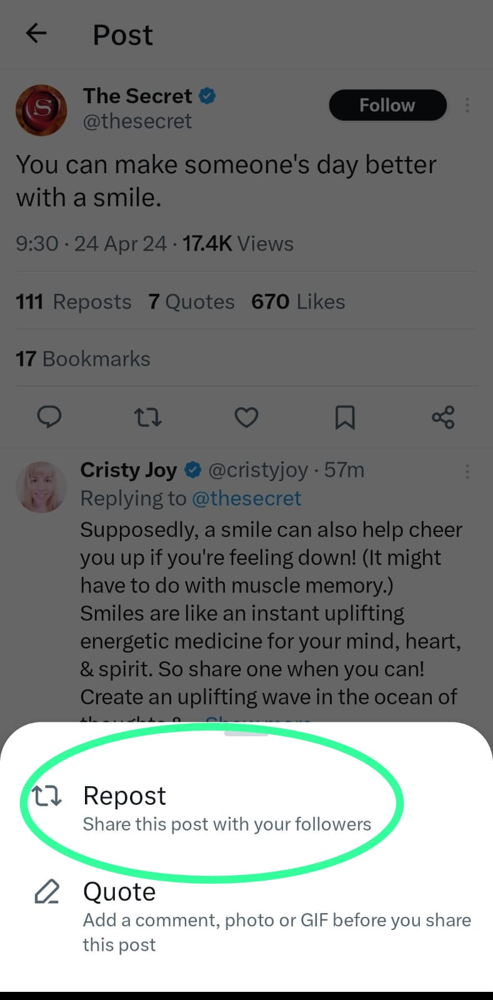 Post
The Secret
@thesecret
Follow
S
You can make someone's day better
with a smile.
9:30 · 24 Apr 24 · 17.4K Views
111 Reposts 7 Quotes 670 Likes
17 Bookmarks
Cristy Joy @cristyjoy · 57m
Replying to @thesecret
Supposedly, a smile can also help cheer
you up if you're feeling down! (It might
have to do with muscle memory.)
Smiles are like an instant uplifting
energetic medicine for your mind, heart,
& spirit. So share one when you can!
Create an uplifting wave in the ocean of
thoughts & Show more
Repost
Share this post with your followers
Quote
Add a comment, photo or GIF before you share
this post